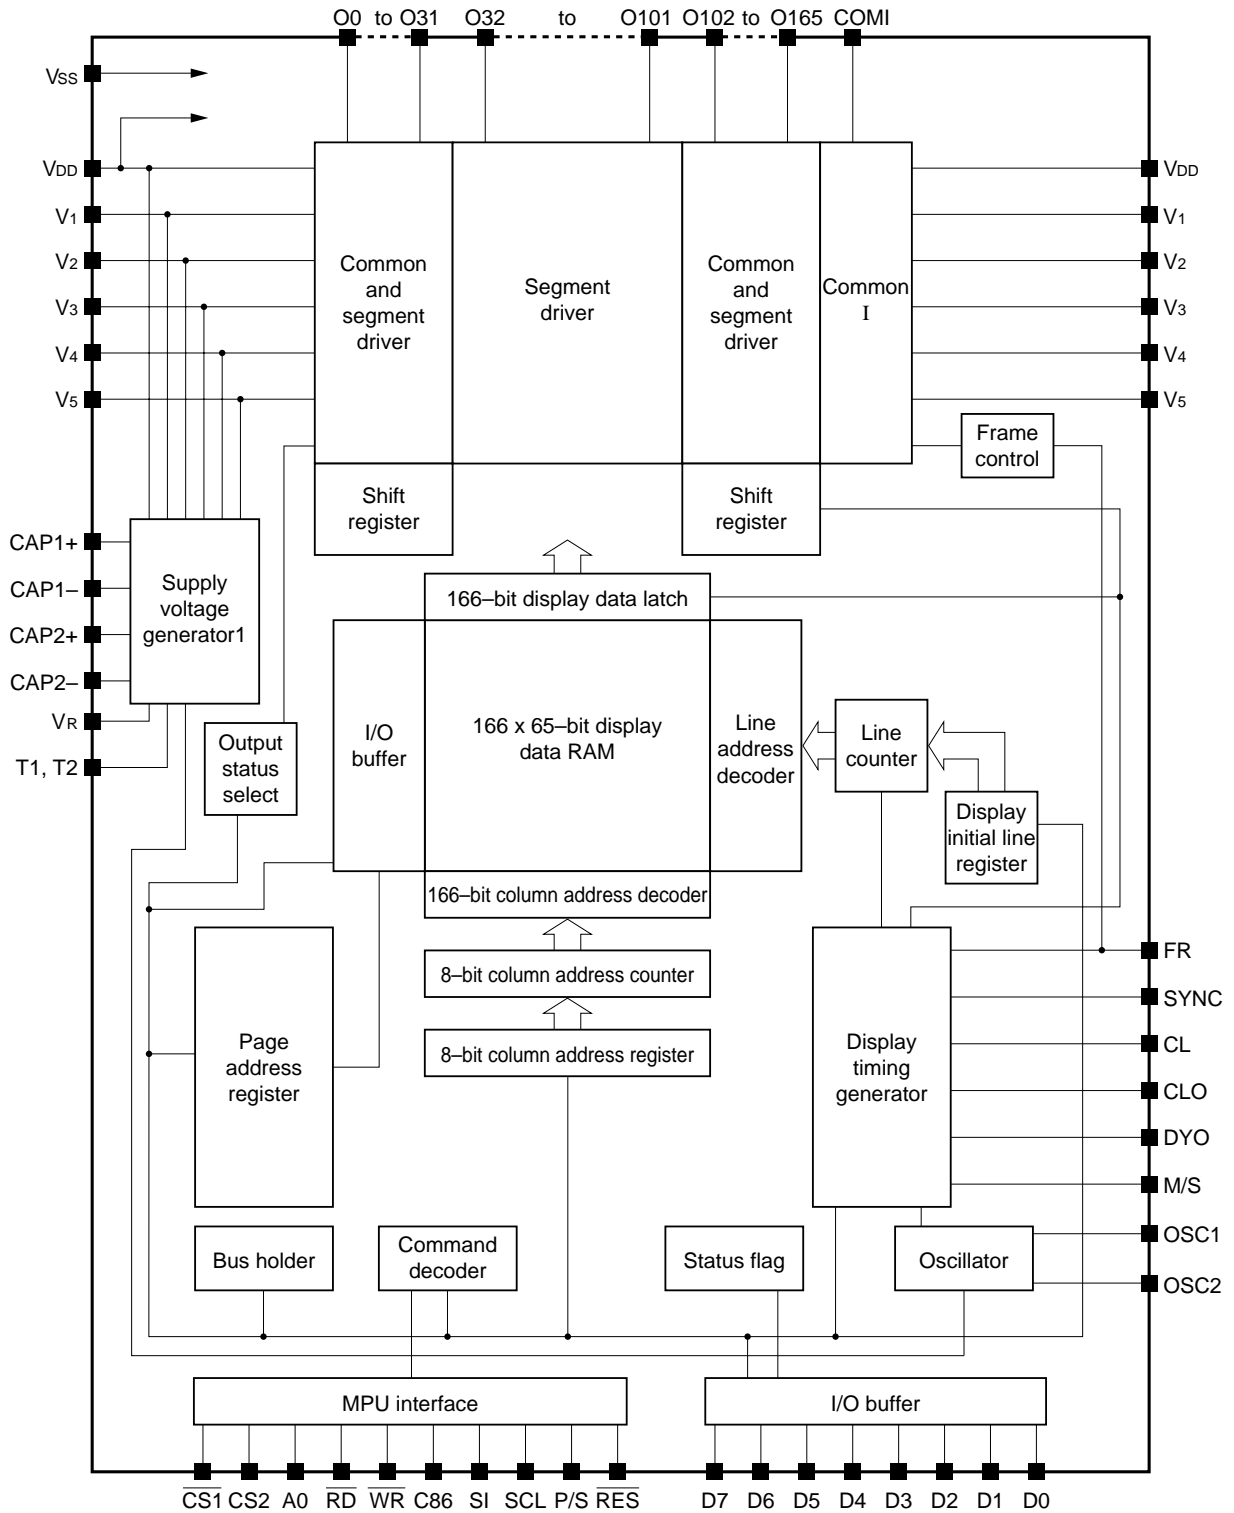 O0 to O31 O32 to O101 O102 to O165 COMI
VSS
VDD
V1
V2
V3
V4
V5
VDD
V1
V2
V3
V4
V5
Common
and
segment
driver
Segment
driver
Common
and
segment
driver
Common
I
Frame
control
Shift
register
Shift
register
CAP1+
CAP1–
CAP2+
CAP2–
VR
T1, T2
Supply
voltage
generator1
166–bit display data latch
Output
status
select
I/O
buffer
166 x 65–bit display
data RAM
Line
address
decoder
Line
counter
Display
initial line
register
166–bit column address decoder
8–bit column address counter
8–bit column address register
Page
address
register
Display
timing
generator
FR
SYNC
CL
CLO
DYO
M/S
OSC1
OSC2
Bus holder
Command
decoder
Status flag
Oscillator
MPU interface
I/O buffer
C̅S̅1̅ CS2 A0 R̅D̅ W̅R̅ C86 SI SCL P/S R̅E̅S̅ D7 D6 D5 D4 D3 D2 D1 D0